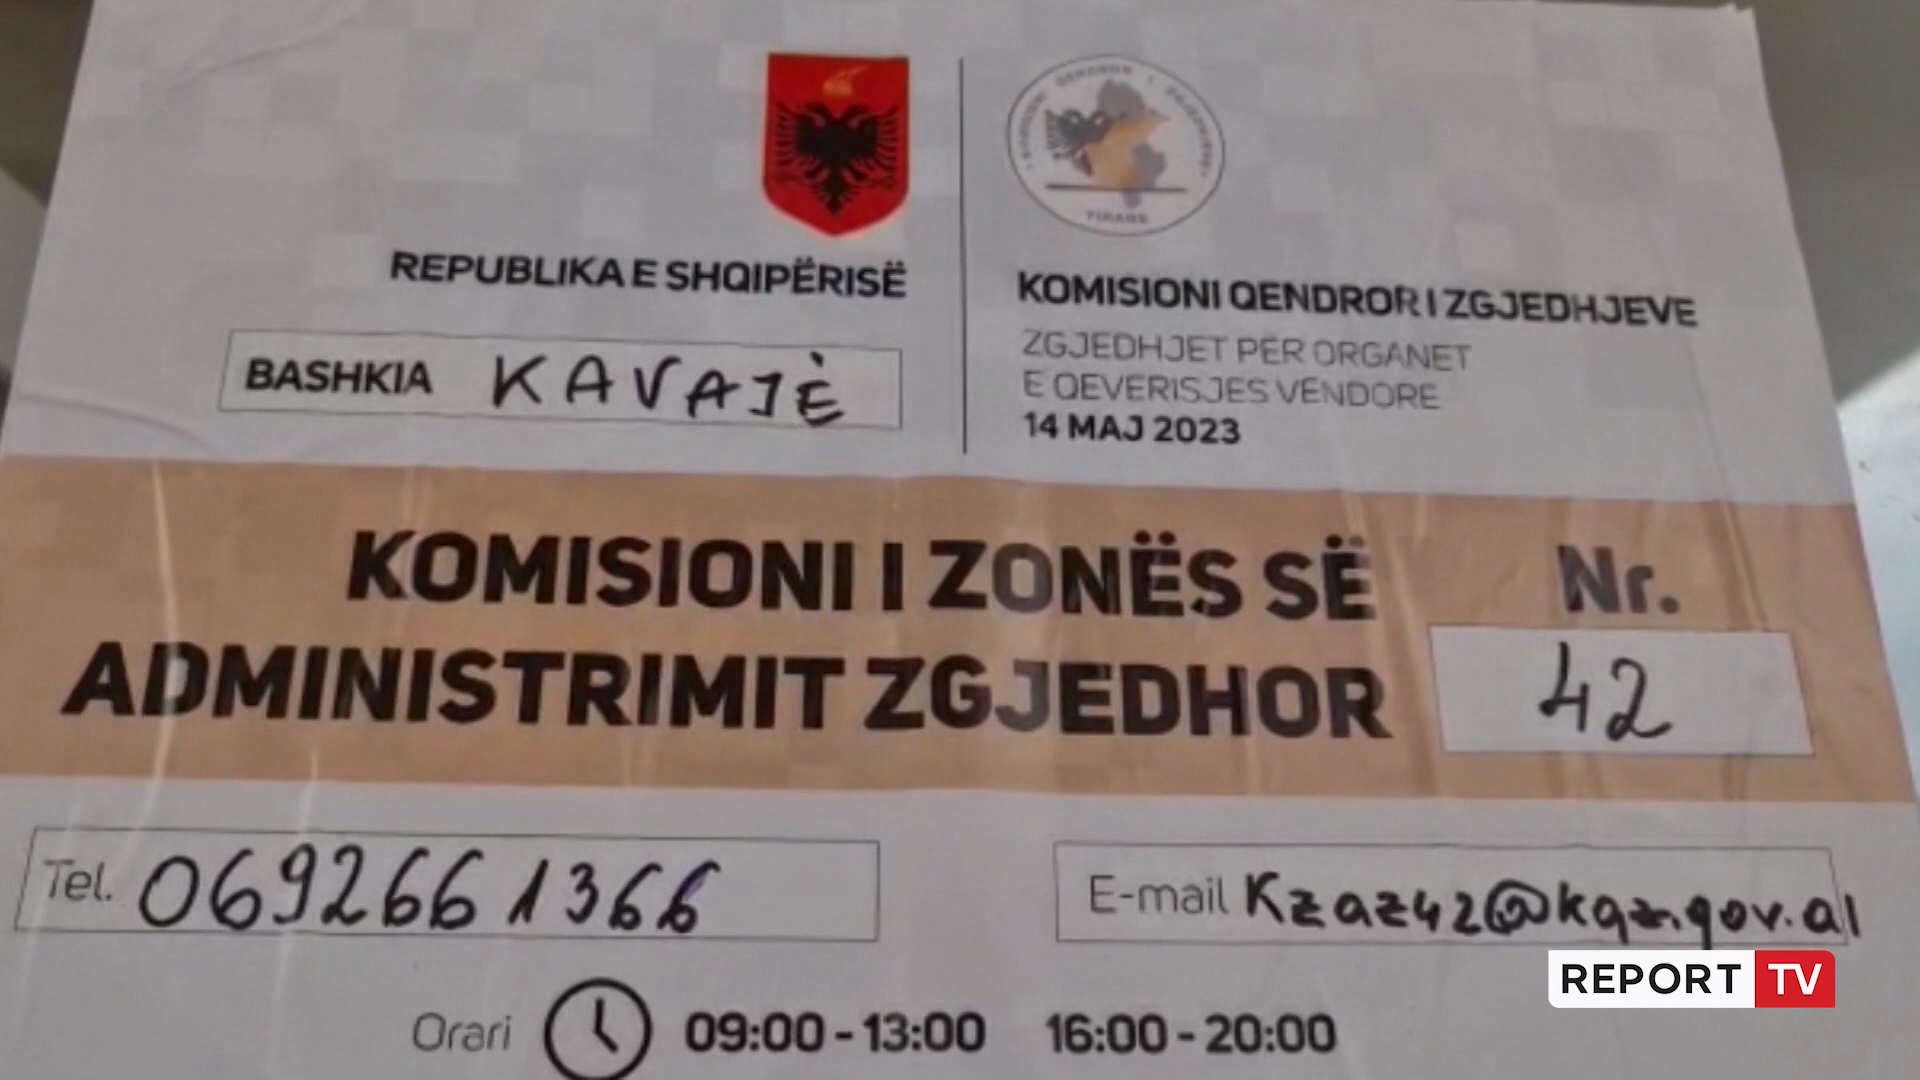 TIRANË
REPUBLIKA E SHQIPËRISË
BASHKIA KAVAJË
KOMISIONI QENDROR I ZGJEDHJEVE
ZGJEDHJET PËR ORGANET
E QEVERISJES VENDORE
14 MAJ 2023
KOMISIONI I ZONËS SË
ADMINISTRIMIT ZGJEDHOR
Nr.
42
Tel. 0692661366
E-mail Kzaz42@kqz.gov.al
Orari 09:00 - 13:00 16:00 - 20:00
REPORT TV